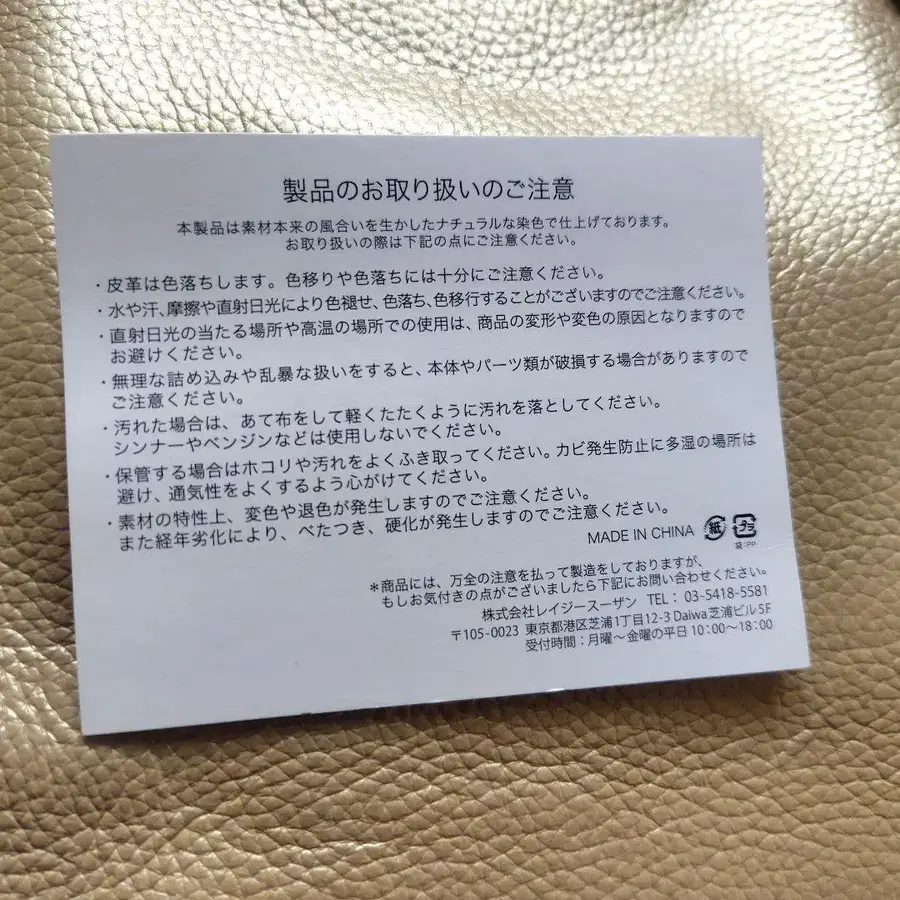 製品のお取り扱いのご注意
本製品は素材本来の風合いを生かしたナチュラルな染色で仕上げております。
お取り扱いの際は下記の点にご注意ください。
・皮革は色落ちします。色移りや色落ちには十分にご注意ください。
・水や汗、摩擦や直射日光により色褪せ、色落ち、色移行することがございますのでご注意ください。
・直射日光の当たる場所や高温の場所での使用は、商品の変形や変色の原因となりますので
お避けください。
・無理な詰め込みや乱暴な扱いをすると、本体やパーツ類が破損する場合がありますので
ご注意ください。
・汚れた場合は、あて布をして軽くたたくように汚れを落としてください。
シンナーやベンジンなどは使用しないでください。
・保管する場合はホコリや汚れをよくふき取ってください。カビ発生防止に多湿の場所は
避け、通気性をよくするよう心がけてください。
・素材の特性上、変色や退色が発生しますのでご注意ください。
また経年劣化により、べたつき、硬化が発生しますのでご注意ください。
MADE IN CHINA 紙 プラ
袋:PP
＊商品には、万全の注意を払って製造をしておりますが、
もしお気付きの点がございましたら下記にお問い合わせください。
株式会社レイジースーザン TEL： 03-5418-5581
〒105-0023 東京都港区芝浦1丁目12-3 Daiwa芝浦ビル5F
受付時間：月曜～金曜の平日 10:00～18:00